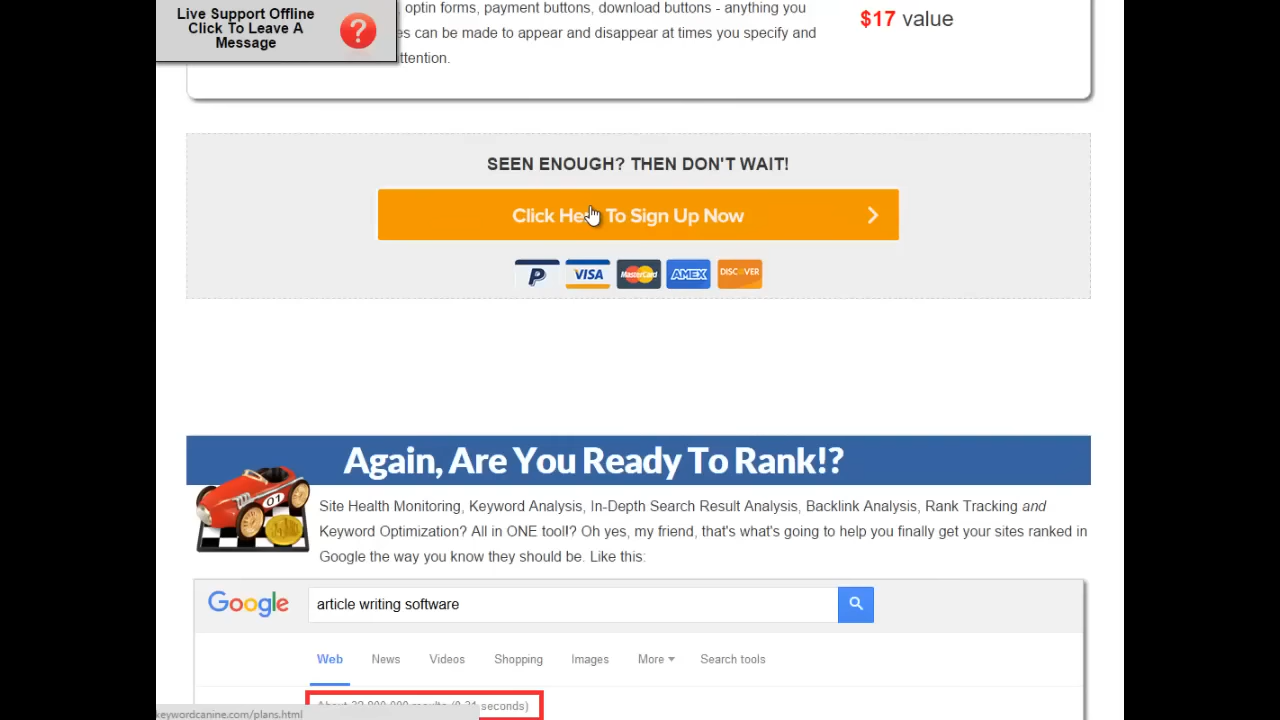 Live Support Offline
Click To Leave A
Message
?
optin forms, payment buttons, download buttons - anything you
es can be made to appear and disappear at times you specify and
ttention.
$17 value
SEEN ENOUGH? THEN DON'T WAIT!
Click He To Sign Up Now
P
VISA
MasterCard
AMEX
DISCOVER
Again, Are You Ready To Rank!?
01
Site Health Monitoring, Keyword Analysis, In-Depth Search Result Analysis, Backlink Analysis, Rank Tracking and
Keyword Optimization? All in ONE tool!? Oh yes, my friend, that's what's going to help you finally get your sites ranked in
Google the way you know they should be. Like this:
Google
article writing software
Web News Videos Shopping Images More Search tools
About results seconds)
keywordcanine.com/plans.html